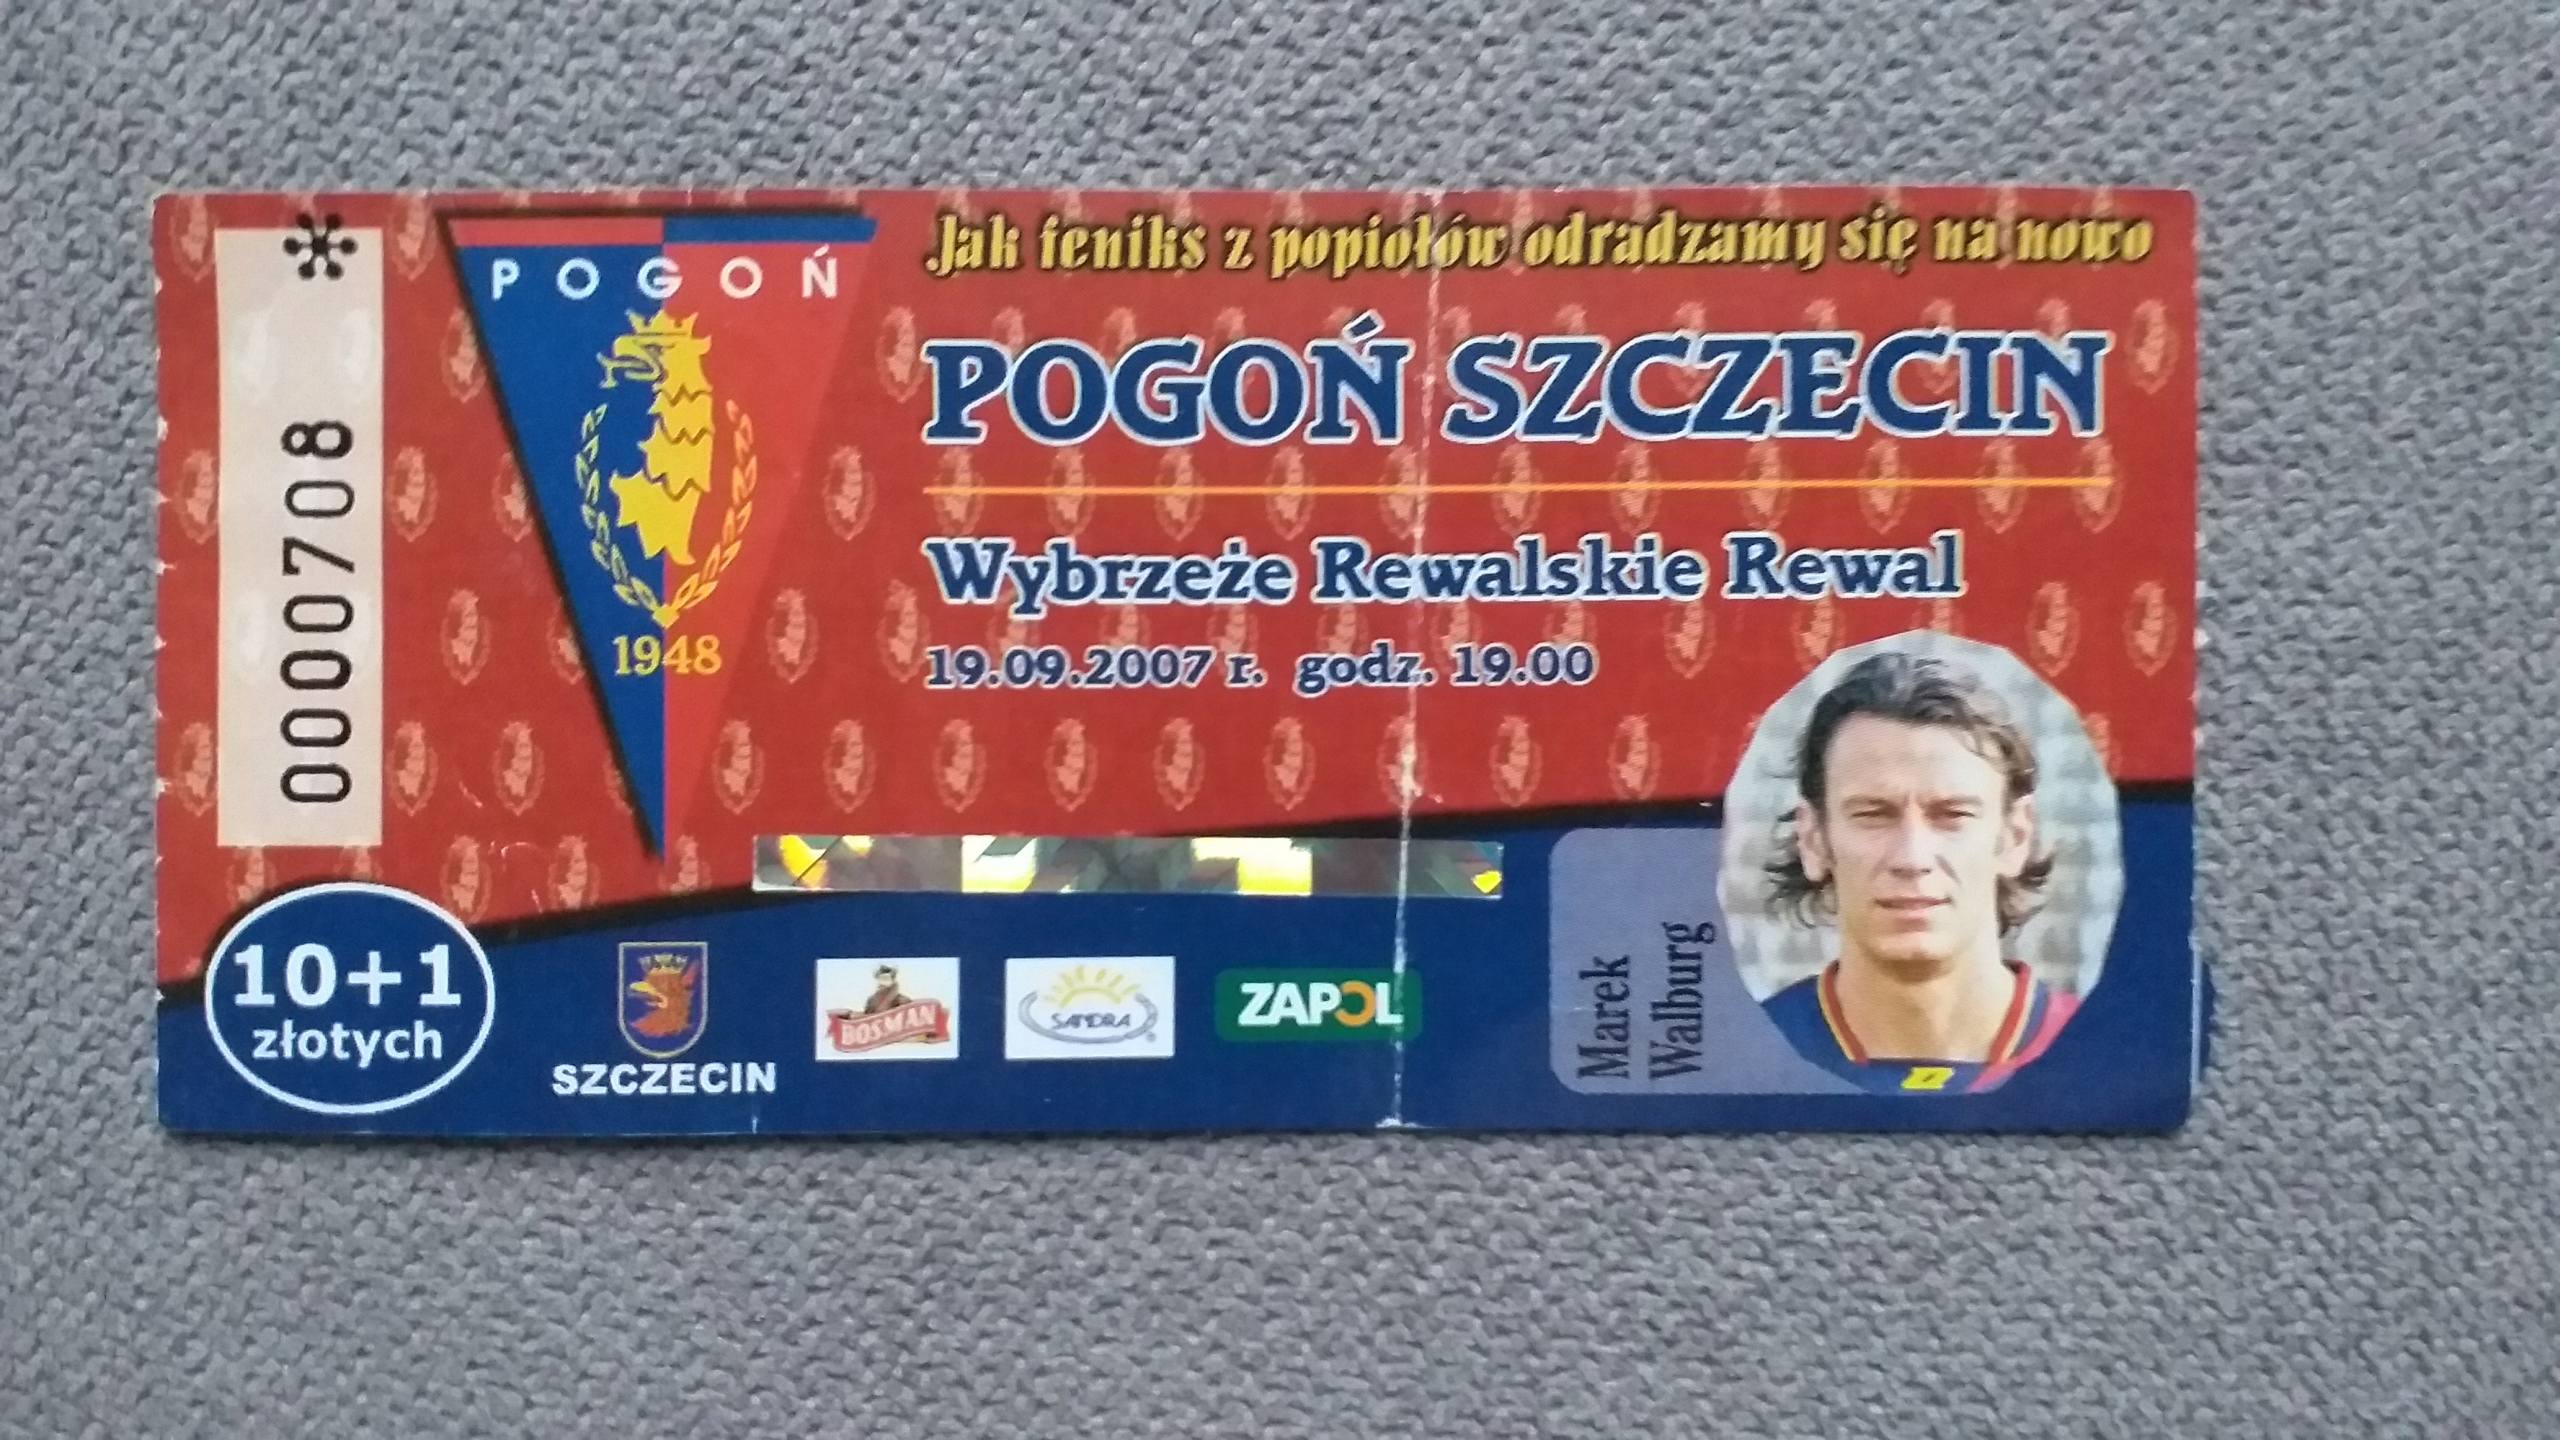 Jak feniks z popiołów odradzamy się na nowo
POGOŃ
1948
0000708
POGOŃ SZCZECIN
Wybrzeże Rewalskie Rewal
19.09.2007 r. godz. 19.00
10+1
złotych
SZCZECIN
BOSMAN
SANDRA
ZAPOL
Marek
Walburg